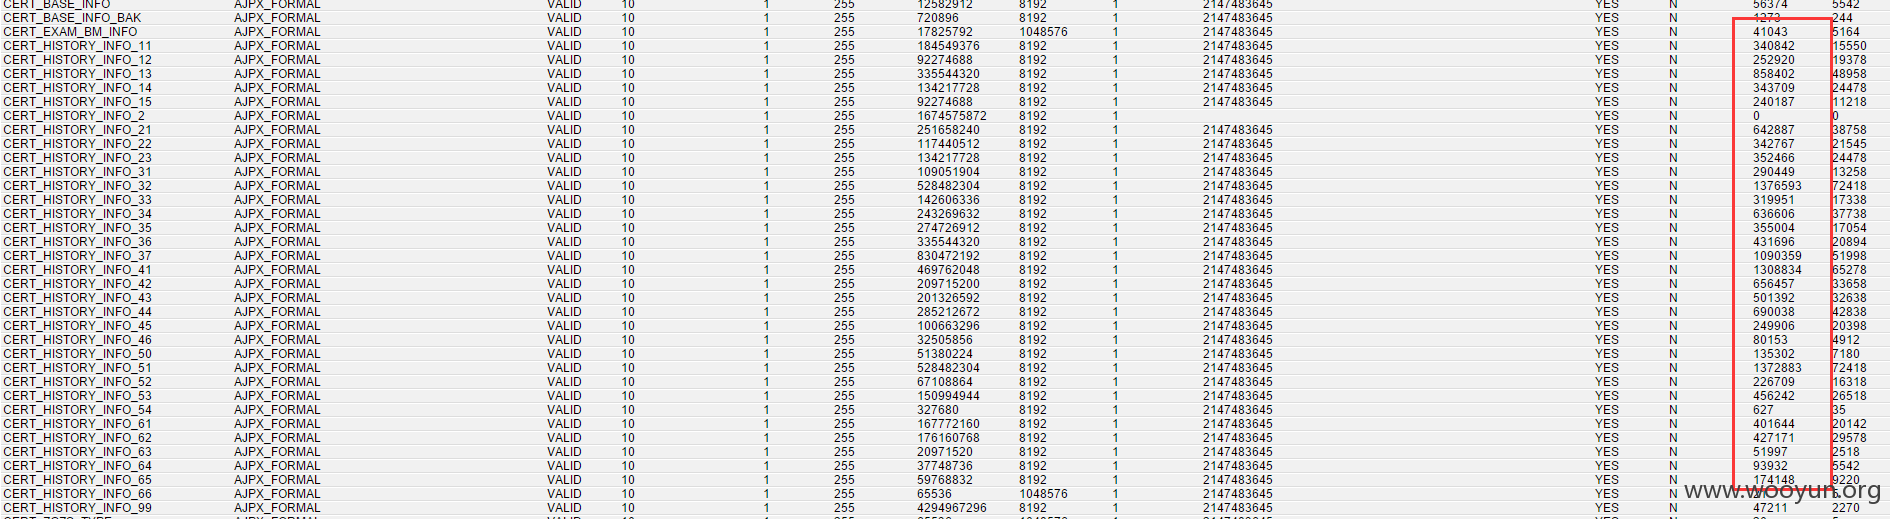 CERT_BASE_INFO AJPX_FORMAL VALID 10 1 255 12582912 8192 1 2147483645 YES N 56374 5542
CERT_BASE_INFO_BAK AJPX_FORMAL VALID 10 1 255 720896 8192 1 2147483645 YES N 1273 244
CERT_EXAM_BM_INFO AJPX_FORMAL VALID 10 1 255 17825792 1048576 1 2147483645 YES N 41043 5164
CERT_HISTORY_INFO_11 AJPX_FORMAL VALID 10 1 255 184549376 8192 1 2147483645 YES N 340842 15550
CERT_HISTORY_INFO_12 AJPX_FORMAL VALID 10 1 255 92274688 8192 1 2147483645 YES N 252920 19378
CERT_HISTORY_INFO_13 AJPX_FORMAL VALID 10 1 255 335544320 8192 1 2147483645 YES N 858402 48958
CERT_HISTORY_INFO_14 AJPX_FORMAL VALID 10 1 255 134217728 8192 1 2147483645 YES N 343709 24478
CERT_HISTORY_INFO_15 AJPX_FORMAL VALID 10 1 255 92274688 8192 1 2147483645 YES N 240187 11218
CERT_HISTORY_INFO_2 AJPX_FORMAL VALID 10 1 255 1674575872 8192 1 YES N 0 0
CERT_HISTORY_INFO_21 AJPX_FORMAL VALID 10 1 255 251658240 8192 1 2147483645 YES N 642887 38758
CERT_HISTORY_INFO_22 AJPX_FORMAL VALID 10 1 255 117440512 8192 1 2147483645 YES N 342767 21545
CERT_HISTORY_INFO_23 AJPX_FORMAL VALID 10 1 255 134217728 8192 1 2147483645 YES N 352466 24478
CERT_HISTORY_INFO_31 AJPX_FORMAL VALID 10 1 255 109051904 8192 1 2147483645 YES N 290449 13258
CERT_HISTORY_INFO_32 AJPX_FORMAL VALID 10 1 255 528482304 8192 1 2147483645 YES N 1376593 72418
CERT_HISTORY_INFO_33 AJPX_FORMAL VALID 10 1 255 142606336 8192 1 2147483645 YES N 319951 17338
CERT_HISTORY_INFO_34 AJPX_FORMAL VALID 10 1 255 243269632 8192 1 2147483645 YES N 636606 37738
CERT_HISTORY_INFO_35 AJPX_FORMAL VALID 10 1 255 274726912 8192 1 2147483645 YES N 355004 17054
CERT_HISTORY_INFO_36 AJPX_FORMAL VALID 10 1 255 335544320 8192 1 2147483645 YES N 431696 20894
CERT_HISTORY_INFO_37 AJPX_FORMAL VALID 10 1 255 830472192 8192 1 2147483645 YES N 1090359 51998
CERT_HISTORY_INFO_41 AJPX_FORMAL VALID 10 1 255 469762048 8192 1 2147483645 YES N 1308834 65278
CERT_HISTORY_INFO_42 AJPX_FORMAL VALID 10 1 255 209715200 8192 1 2147483645 YES N 656457 33658
CERT_HISTORY_INFO_43 AJPX_FORMAL VALID 10 1 255 201326592 8192 1 2147483645 YES N 501392 32638
CERT_HISTORY_INFO_44 AJPX_FORMAL VALID 10 1 255 285212672 8192 1 2147483645 YES N 690038 42838
CERT_HISTORY_INFO_45 AJPX_FORMAL VALID 10 1 255 100663296 8192 1 2147483645 YES N 249906 20398
CERT_HISTORY_INFO_46 AJPX_FORMAL VALID 10 1 255 32505856 8192 1 2147483645 YES N 80153 4912
CERT_HISTORY_INFO_50 AJPX_FORMAL VALID 10 1 255 51380224 8192 1 2147483645 YES N 135302 7180
CERT_HISTORY_INFO_51 AJPX_FORMAL VALID 10 1 255 528482304 8192 1 2147483645 YES N 1372883 72418
CERT_HISTORY_INFO_52 AJPX_FORMAL VALID 10 1 255 67108864 8192 1 2147483645 YES N 226709 16318
CERT_HISTORY_INFO_53 AJPX_FORMAL VALID 10 1 255 150994944 8192 1 2147483645 YES N 456242 26518
CERT_HISTORY_INFO_54 AJPX_FORMAL VALID 10 1 255 327680 8192 1 2147483645 YES N 627 35
CERT_HISTORY_INFO_61 AJPX_FORMAL VALID 10 1 255 167772160 8192 1 2147483645 YES N 401644 20142
CERT_HISTORY_INFO_62 AJPX_FORMAL VALID 10 1 255 176160768 8192 1 2147483645 YES N 427171 29578
CERT_HISTORY_INFO_63 AJPX_FORMAL VALID 10 1 255 20971520 8192 1 2147483645 YES N 51997 2518
CERT_HISTORY_INFO_64 AJPX_FORMAL VALID 10 1 255 37748736 8192 1 2147483645 YES N 93932 5542
CERT_HISTORY_INFO_65 AJPX_FORMAL VALID 10 1 255 59768832 8192 1 2147483645 YES N 174148 9220
CERT_HISTORY_INFO_66 AJPX_FORMAL VALID 10 1 255 65536 1048576 1 2147483645 YES N
www.wooyun.org
CERT_HISTORY_INFO_99 AJPX_FORMAL VALID 10 1 255 4294967296 8192 1 2147483645 YES N 47211 2270